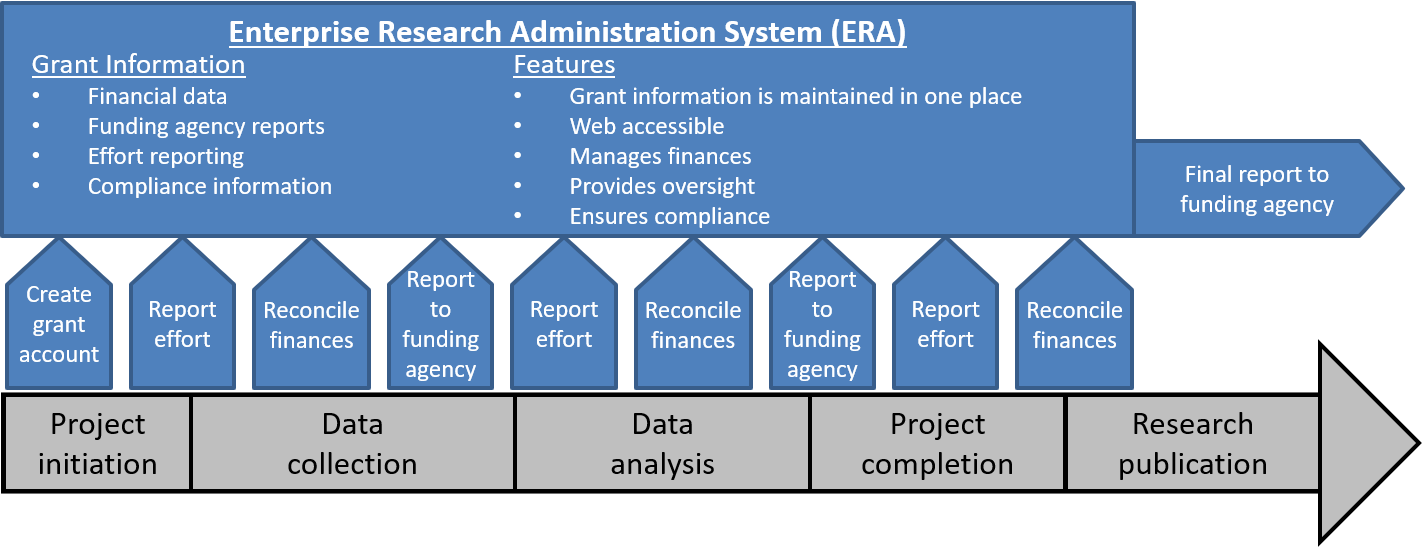 Enterprise Research Administration System (ERA)
Grant Information
• Financial data
• Funding agency reports
• Effort reporting
• Compliance information
Features
• Grant information is maintained in one place
• Web accessible
• Manages finances
• Provides oversight
• Ensures compliance
Final report to
funding agency
Create
grant
account
Report
effort
Reconcile
finances
Report
to
funding
agency
Report
effort
Reconcile
finances
Report
to
funding
agency
Report
effort
Reconcile
finances
Project
initiation
Data
collection
Data
analysis
Project
completion
Research
publication